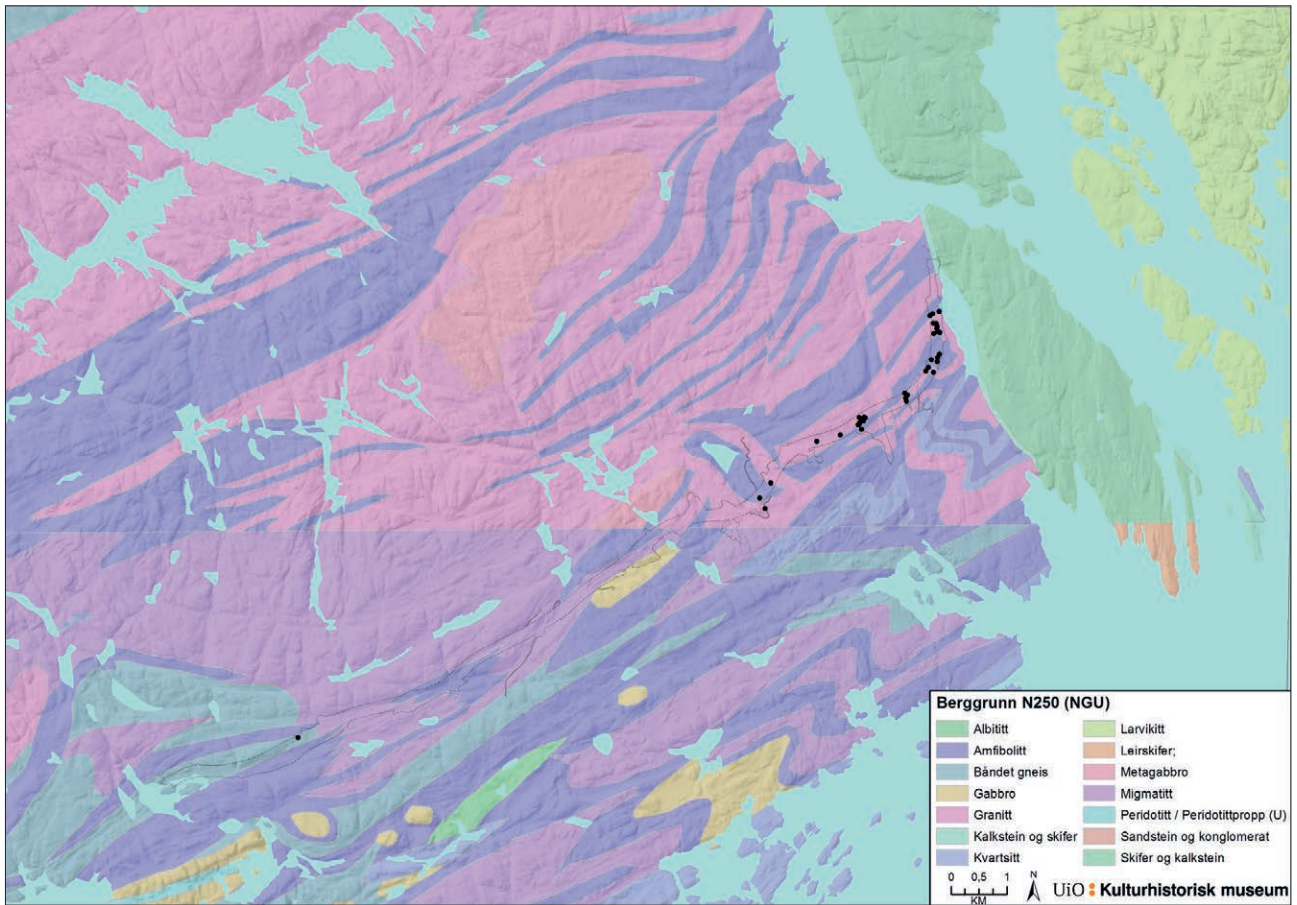 Berggrunn N250 (NGU)
Albititt
Amfibolitt
Båndet gneis
Gabbro
Granitt
Kalkstein og skifer
Kvartsitt
Larvikitt
Leirskifer;
Metagabbro
Migmatitt
Peridotitt / Peridotittpropp (U)
Sandstein og konglomerat
Skifer og kalkstein
0 0,5 1
KM
N
UiO Kulturhistorisk museum